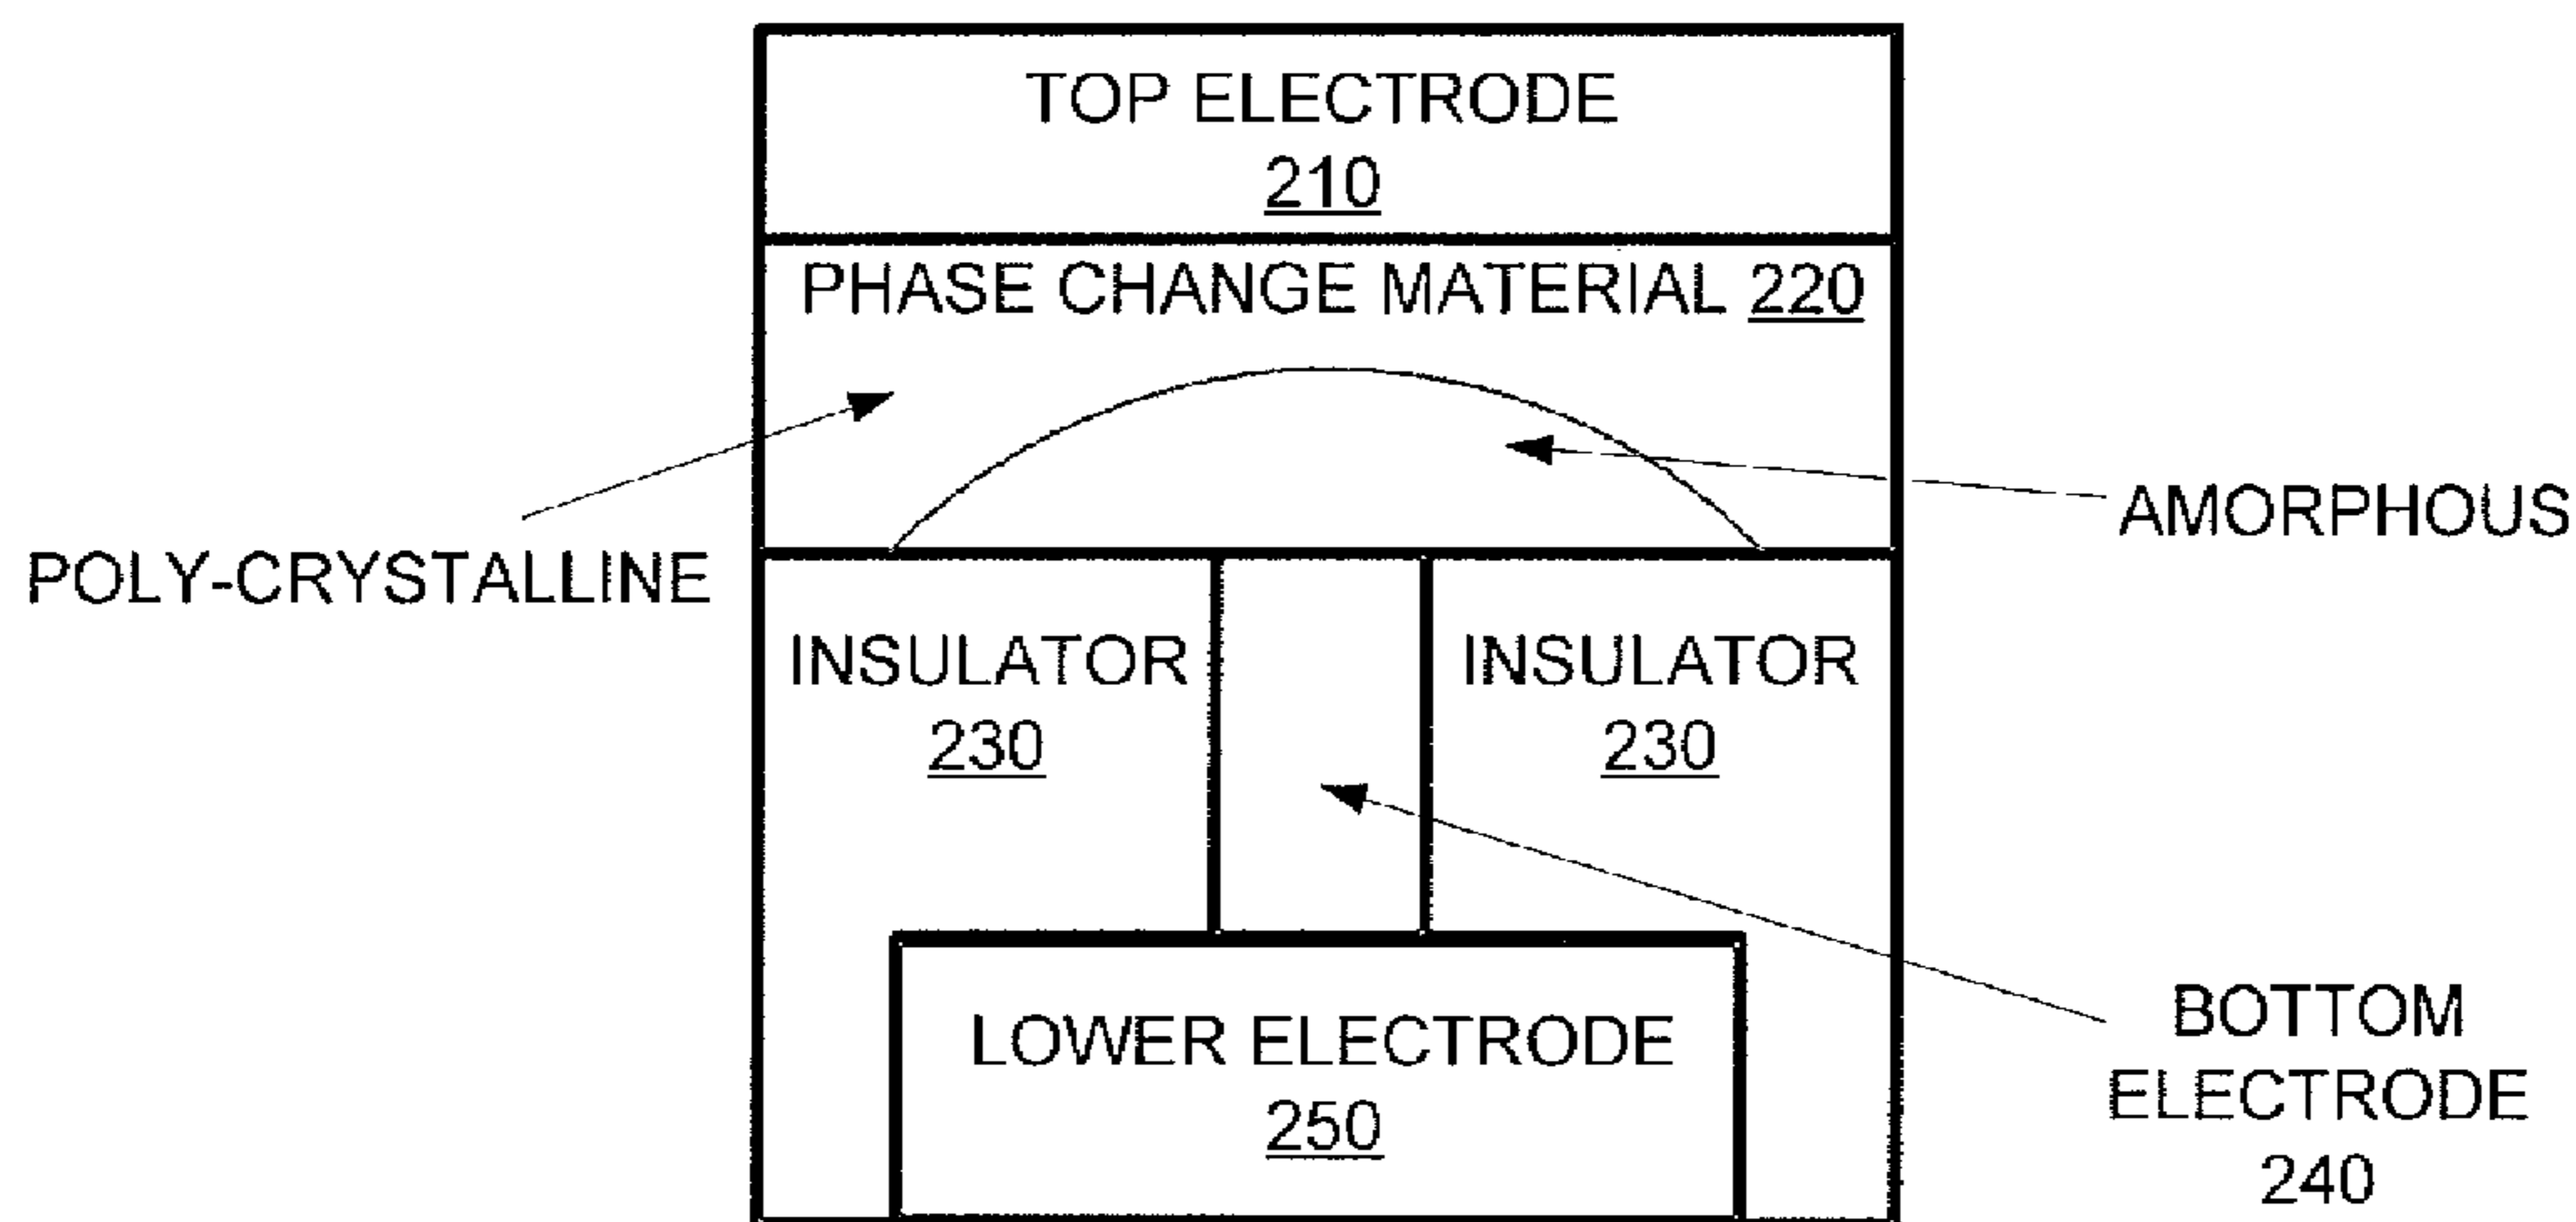 TOP ELECTRODE
210
PHASE CHANGE MATERIAL 220
POLY-CRYSTALLINE
AMORPHOUS
INSULATOR
230
INSULATOR
230
LOWER ELECTRODE
250
BOTTOM
ELECTRODE
240